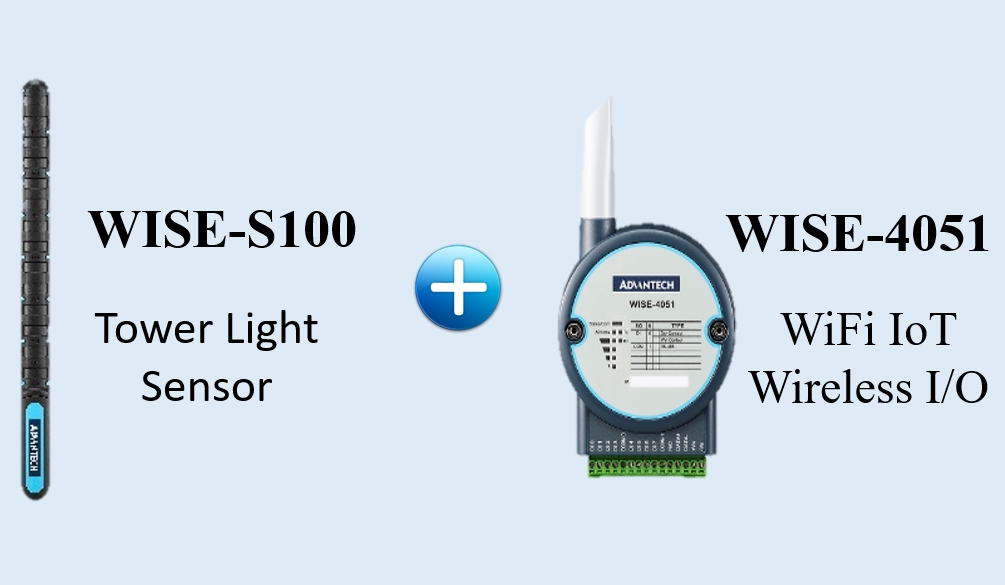 WISE-S100
Tower Light
Sensor
ADVANTECH
ADVANTECH
WISE-4051
WISE-4051
WiFi IoT
Wireless I/O